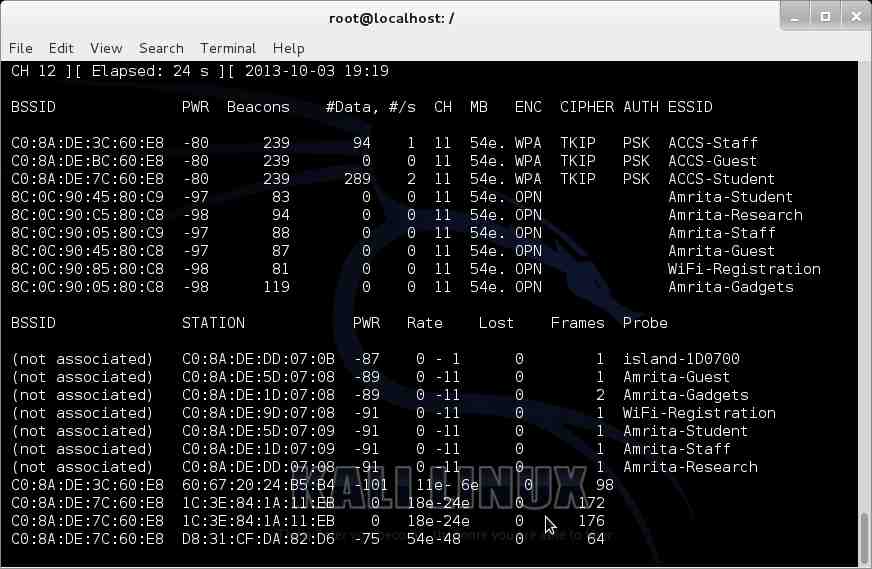 root@localhost: /
File Edit View Search Terminal Help
CH 12 ][ Elapsed: 24 s ][ 2013-10-03 19:19
BSSID PWR Beacons #Data, #/s CH MB ENC CIPHER AUTH ESSID
C0:8A:DE:3C:60:E8 -80 239 94 1 11 54e. WPA TKIP PSK ACCS-Staff
C0:8A:DE:BC:60:E8 -80 239 0 0 11 54e. WPA TKIP PSK ACCS-Guest
C0:8A:DE:7C:60:E8 -80 239 289 2 11 54e. WPA TKIP PSK ACCS-Student
8C:0C:90:45:80:C9 -97 83 0 0 11 54e. OPN Amrita-Student
8C:0C:90:C5:80:C8 -98 94 0 0 11 54e. OPN Amrita-Research
8C:0C:90:05:80:C9 -97 88 0 0 11 54e. OPN Amrita-Staff
8C:0C:90:45:80:C8 -97 87 0 0 11 54e. OPN Amrita-Guest
8C:0C:90:85:80:C8 -98 81 0 0 11 54e. OPN WiFi-Registration
8C:0C:90:05:80:C8 -98 119 0 0 11 54e. OPN Amrita-Gadgets
BSSID STATION PWR Rate Lost Frames Probe
(not associated) C0:8A:DE:DD:07:0B -87 0 - 1 0 1 island-1D0700
(not associated) C0:8A:DE:5D:07:08 -89 0 -11 0 1 Amrita-Guest
(not associated) C0:8A:DE:1D:07:08 -89 0 -11 0 2 Amrita-Gadgets
(not associated) C0:8A:DE:9D:07:08 -91 0 -11 0 1 WiFi-Registration
(not associated) C0:8A:DE:5D:07:09 -91 0 -11 0 1 Amrita-Student
(not associated) C0:8A:DE:1D:07:09 -91 0 -11 0 1 Amrita-Staff
(not associated) C0:8A:DE:DD:07:08 -91 0 -11 0 1 Amrita-Research
C0:8A:DE:3C:60:E8 60:67:20:24:B5:B4 -101 11e- 6e 0 98
C0:8A:DE:7C:60:E8 1C:3E:84:1A:11:EB 0 18e-24e 0 172
C0:8A:DE:7C:60:E8 1C:3E:84:1A:11:EB 0 18e-24e 0 176
C0:8A:DE:7C:60:E8 D8:31:CF:DA:82:D6 -75 54e-48 0 64
KALI LINUX